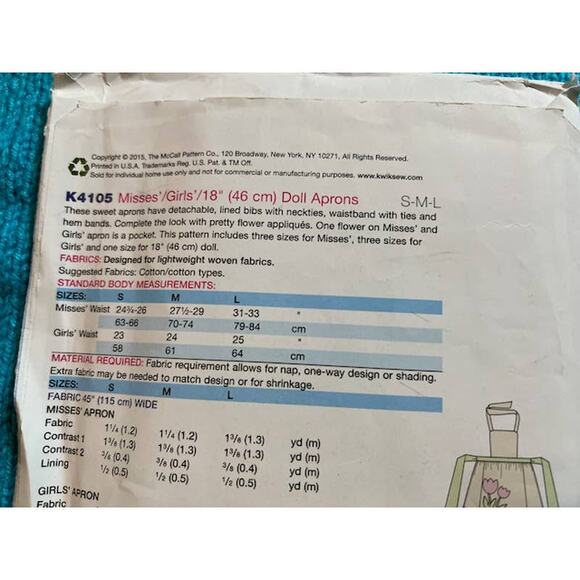 Copyright © 2015, The McCall Pattern Co., 120 Broadway, New York, NY 10271, All Rights Reserved.
Printed in U.S.A. Trademarks Reg. U.S. Pat. & TM Off.
Sold for individual home use only and not for commercial or manufacturing purposes. www.kwiksew.com
K4105 Misses'/Girls'/18" (46 cm) Doll Aprons S-M-L
These sweet aprons have detachable, lined bibs with neckties, waistband with ties and
hem bands. Complete the look with pretty flower appliqués. One flower on Misses' and
Girls' apron is a pocket. This pattern includes three sizes for Misses', three sizes for
Girls' and one size for 18" (46 cm) doll.
FABRICS: Designed for lightweight woven fabrics.
Suggested Fabrics: Cotton/cotton types.
STANDARD BODY MEASUREMENTS:
SIZES: S M L
Misses' Waist 24¾-26 27½-29 31-33 "
63-66 70-74 79-84 cm
Girls' Waist 23 24 25 "
58 61 64 cm
MATERIAL REQUIRED: Fabric requirement allows for nap, one-way design or shading.
Extra fabric may be needed to match design or for shrinkage.
SIZES: S M L
FABRIC 45" (115 cm) WIDE
MISSES' APRON
Fabric 1¼ (1.2) 1¼ (1.2) 1⅜ (1.3) yd (m)
Contrast 1 1⅜ (1.3) 1⅜ (1.3) 1⅜ (1.3) yd (m)
Contrast 2 ⅜ (0.4) ⅜ (0.4) ⅜ (0.4) yd (m)
Lining ½ (0.5) ½ (0.5) ½ (0.5) yd (m)
GIRLS' APRON
Fabric